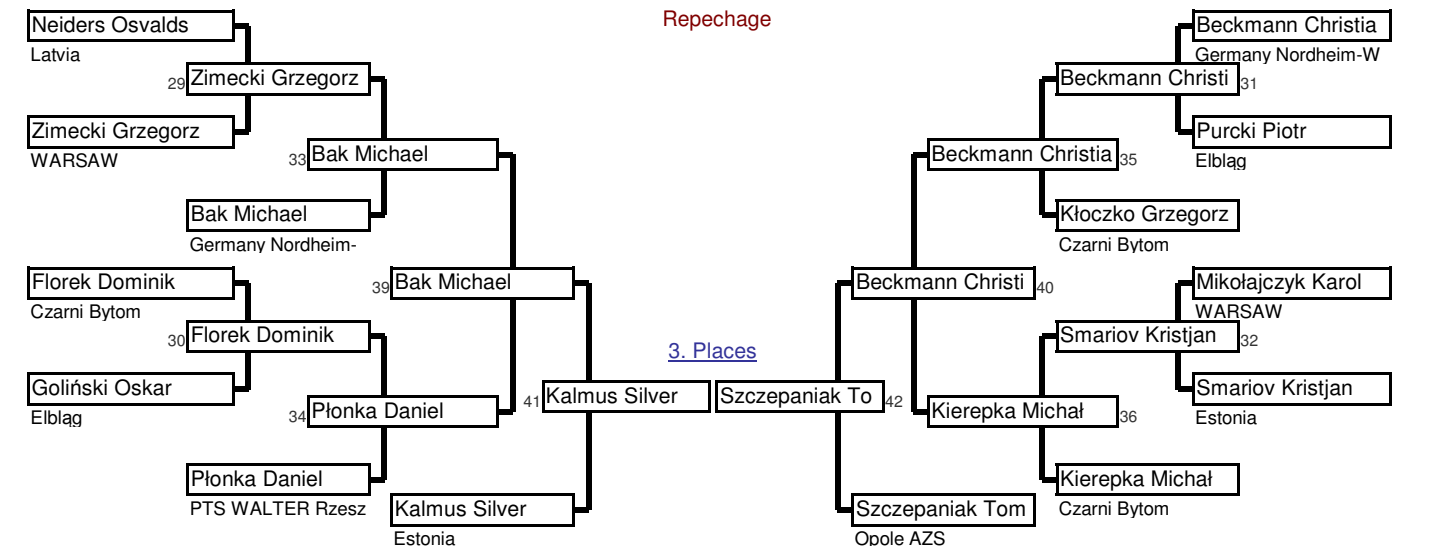 Repechage
Neiders Osvalds
Latvia
29 Zimecki Grzegorz
Zimecki Grzegorz
WARSAW
33 Bak Michael
Bak Michael
Germany Nordheim-
Florek Dominik
Czarni Bytom
39 Bak Michael
30 Florek Dominik
Goliński Oskar
Elbląg
34 Płonka Daniel
Płonka Daniel
PTS WALTER Rzesz
41 Kalmus Silver
Kalmus Silver
Estonia
3. Places
Beckmann Christia
Germany Nordheim-W
Beckmann Christi 31
Purcki Piotr
Elbląg
Beckmann Christia 35
Kłoczko Grzegorz
Czarni Bytom
Beckmann Christi 40
Mikołajczyk Karol
WARSAW
Smariov Kristjan 32
Smariov Kristjan
Estonia
Szczepaniak To 42
Kierepka Michał 36
Kierepka Michał
Czarni Bytom
Szczepaniak Tom
Opole AZS